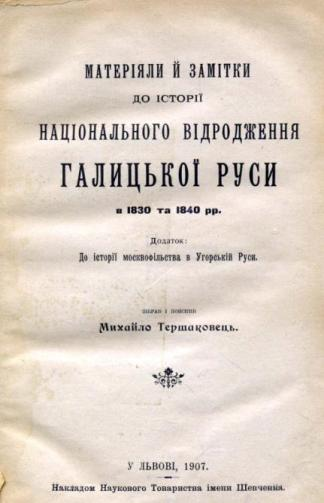 МАТЕРІЯЛИ Й ЗАМІТКИ
ДО ІСТОРІЇ
НАЦІОНАЛЬНОГО ВІДРОДЖЕННЯ
ГАЛИЦЬКОЇ РУСИ
в 1830 та 1840 рр.
Додаток:
До історії москвофільства в Угорській Руси.
ЗІБРАВ І ПОЯСНИВ
Михайло Тершаковець.
У ЛЬВОВІ, 1907.
Накладом Наукового Товариства імени Шевченка.